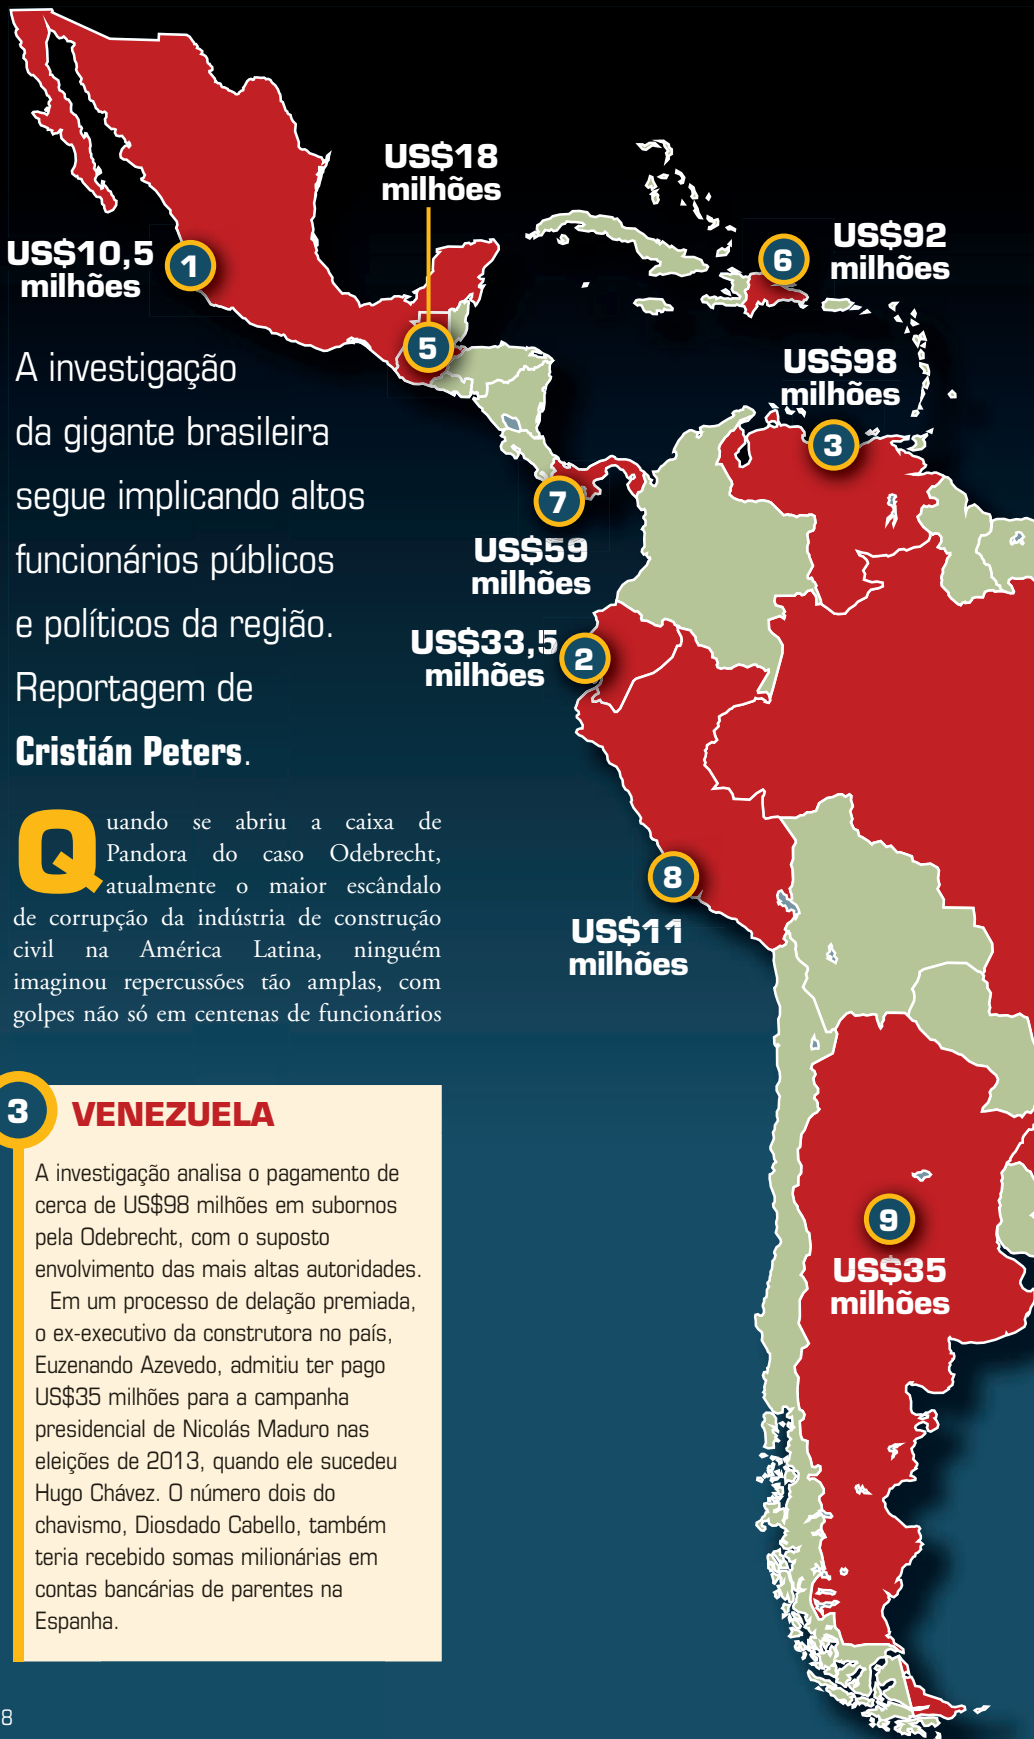 US$18
milhões
US$10,5
milhões
1
6
US$92
milhões
5
US$98
milhões
3
7
US$59
milhões
US$33,5
milhões
2
8
US$11
milhões
9
US$35
milhões
A investigação
da gigante brasileira
segue implicando altos
funcionários públicos
e políticos da região.
Reportagem de
Cristián Peters.
Quando se abriu a caixa de
Pandora do caso Odebrecht,
atualmente o maior escândalo
de corrupção da indústria de construção
civil na América Latina, ninguém
imaginou repercussões tão amplas, com
golpes não só em centenas de funcionários
3 VENEZUELA
A investigação analisa o pagamento de
cerca de US$98 milhões em subornos
pela Odebrecht, com o suposto
envolvimento das mais altas autoridades.
Em um processo de delação premiada,
o ex-executivo da construtora no país,
Euzenando Azevedo, admitiu ter pago
US$35 milhões para a campanha
presidencial de Nicolás Maduro nas
eleições de 2013, quando ele sucedeu
Hugo Chávez. O número dois do
chavismo, Diosdado Cabello, também
teria recebido somas milionárias em
contas bancárias de parentes na
Espanha.
8